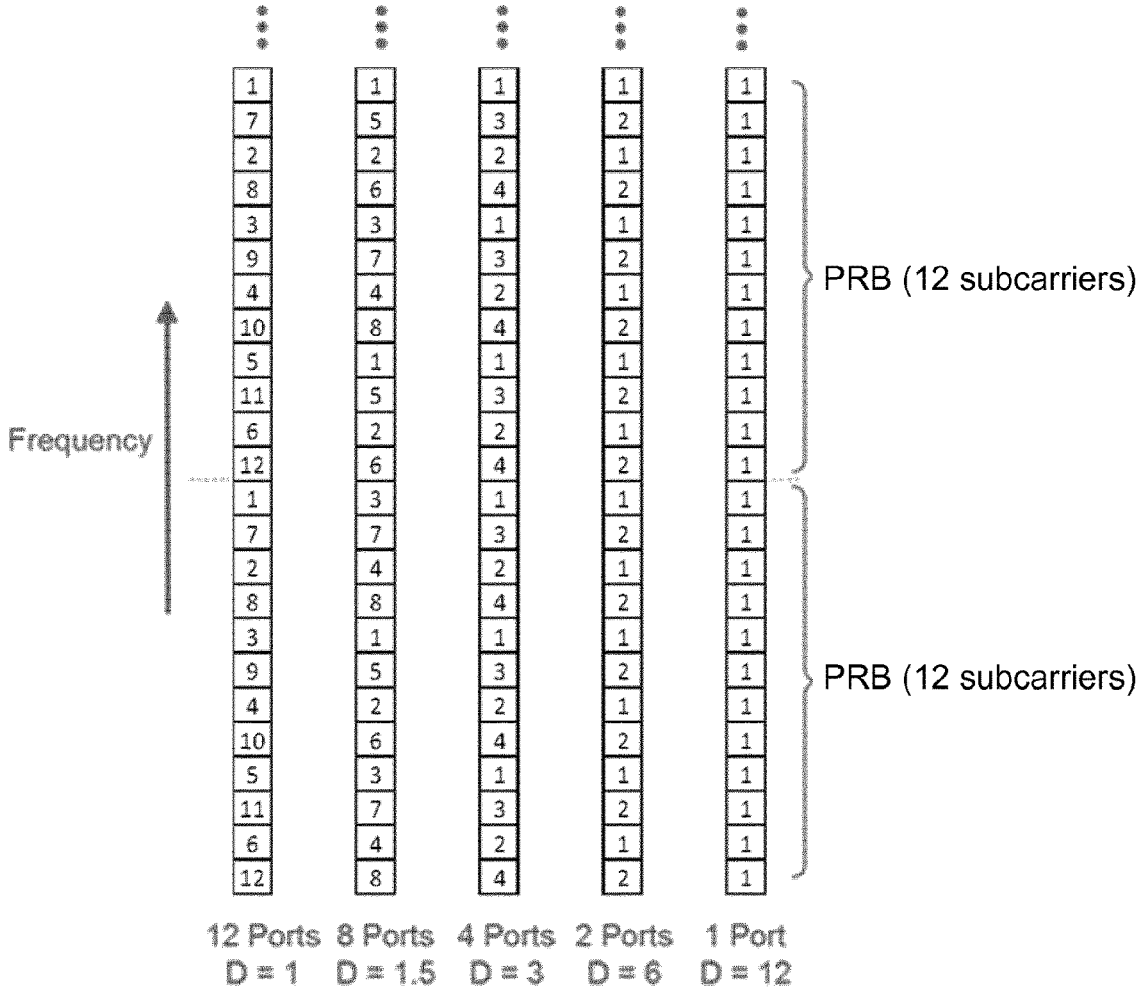 1 1 1 1 1
7 5 3 2 1
2 2 2 1 1
8 6 4 2 1
3 3 1 1 1
9 7 3 2 1
4 4 2 1 1
10 8 4 2 1
5 1 1 1 1
11 5 3 2 1
6 2 2 1 1
12 6 4 2 1
PRB (12 subcarriers)
Frequency
1 3 1 1 1
7 7 3 2 1
2 4 2 1 1
8 8 4 2 1
3 1 1 1 1
9 5 3 2 1
4 2 2 1 1
10 6 4 2 1
5 3 1 1 1
11 7 3 2 1
6 4 2 1 1
12 8 4 2 1
PRB (12 subcarriers)
12 Ports 8 Ports 4 Ports 2 Ports 1 Port
D = 1 D = 1.5 D = 3 D = 6 D = 12